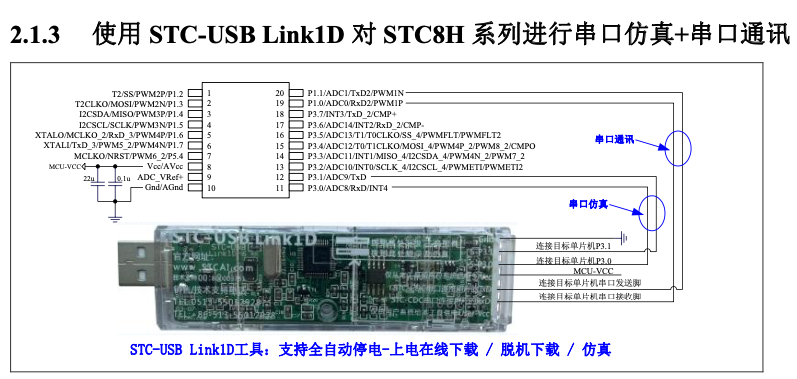 2.1.3 使用 STC-USB Link1D 对 STC8H 系列进行串口仿真+串口通讯
T2/SS/PWM2P/P1.2 1
T2CLKO/MOSI/PWM2N/P1.3 2
I2CSDA/MISO/PWM3P/P1.4 3
I2CSCL/SCLK/PWM3N/P1.5 4
XTALO/MCLKO_2/RxD_3/PWM4P/P1.6 5
XTALI/TxD_3/PWM5_2/PWM4N/P1.7 6
MCLKO/NRST/PWM6_2/P5.4 7
MCU-VCC Vcc/AVcc 8
22u 0.1u ADC_VRef+ 9
Gnd/AGnd 10
20 P1.1/ADC1/TxD2/PWM1N
19 P1.0/ADC0/RxD2/PWM1P
18 P3.7/INT3/TxD_2/CMP+
17 P3.6/ADC14/INT2/RxD_2/CMP-
16 P3.5/ADC13/T1/T0CLKO/SS_4/PWMFLT/PWMFLT2
15 P3.4/ADC12/T0/T1CLKO/MOSI_4/PWM4P_2/PWM8_2/CMPO
14 P3.3/ADC11/INT1/MISO_4/I2CSDA_4/PWM4N_2/PWM7_2
13 P3.2/ADC10/INT0/SCLK_4/I2CSCL_4/PWMETI/PWMETI2
12 P3.1/ADC9/TxD
11 P3.0/ADC8/RxD/INT4
串口通讯
串口仿真
STC-USB Link1D
官方网址
www.STCAI.com
连接目标单片机P3.1
连接目标单片机P3.0
MCU-VCC
连接目标单片机串口发送脚
连接目标单片机串口接收脚
STC-USB Link1D工具：支持全自动停电-上电在线下载 / 脱机下载 / 仿真